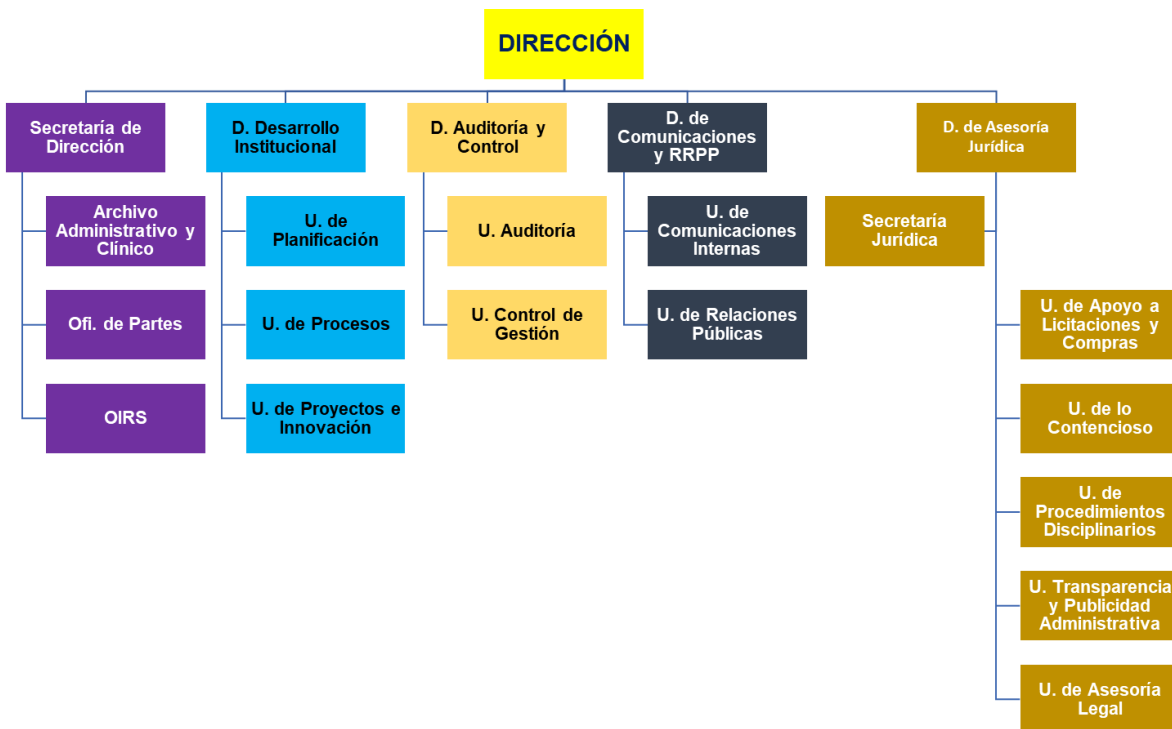 DIRECCIÓN
Secretaría de
Dirección
D. Desarrollo
Institucional
D. Auditoría y
Control
D. de
Comunicaciones
y RRPP
D. de Asesoría
Jurídica
Archivo
Administrativo y
Clínico
U. de
Planificación
U. Auditoría
U. de
Comunicaciones
Internas
Secretaría
Jurídica
Ofi. de Partes
U. de Procesos
U. Control de
Gestión
U. de Relaciones
Públicas
U. de Apoyo a
Licitaciones y
Compras
OIRS
U. de Proyectos e
Innovación
U. de lo
Contencioso
U. de
Procedimientos
Disciplinarios
U. Transparencia
y Publicidad
Administrativa
U. de Asesoría
Legal